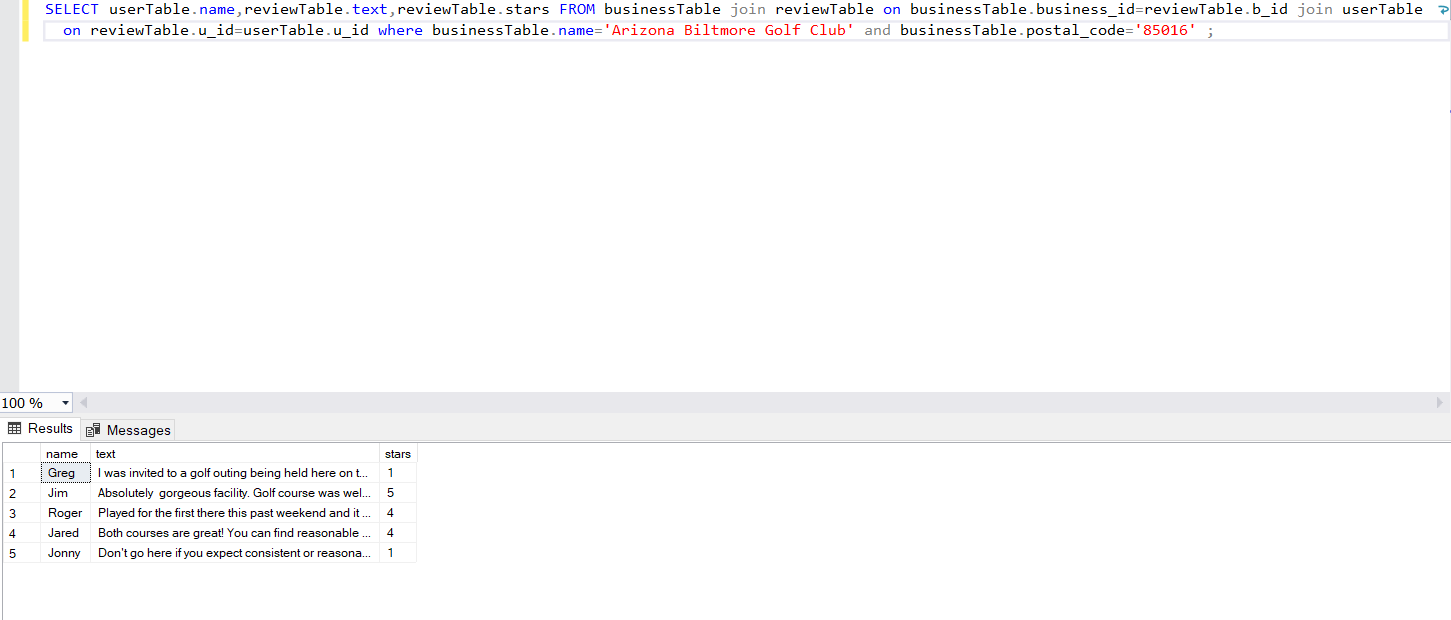 SELECT userTable.name,reviewTable.text,reviewTable.stars FROM businessTable join reviewTable on businessTable.business_id=reviewTable.b_id join userTable
on reviewTable.u_id=userTable.u_id where businessTable.name='Arizona Biltmore Golf Club' and businessTable.postal_code='85016' ;
100 %
Results Messages
name text stars
1 Greg I was invited to a golf outing being held here on t... 1
2 Jim Absolutely  gorgeous facility. Golf course was wel... 5
3 Roger Played for the first there this past weekend and it ... 4
4 Jared Both courses are great! You can find reasonable ... 4
5 Jonny Don't go here if you expect consistent or reasona... 1